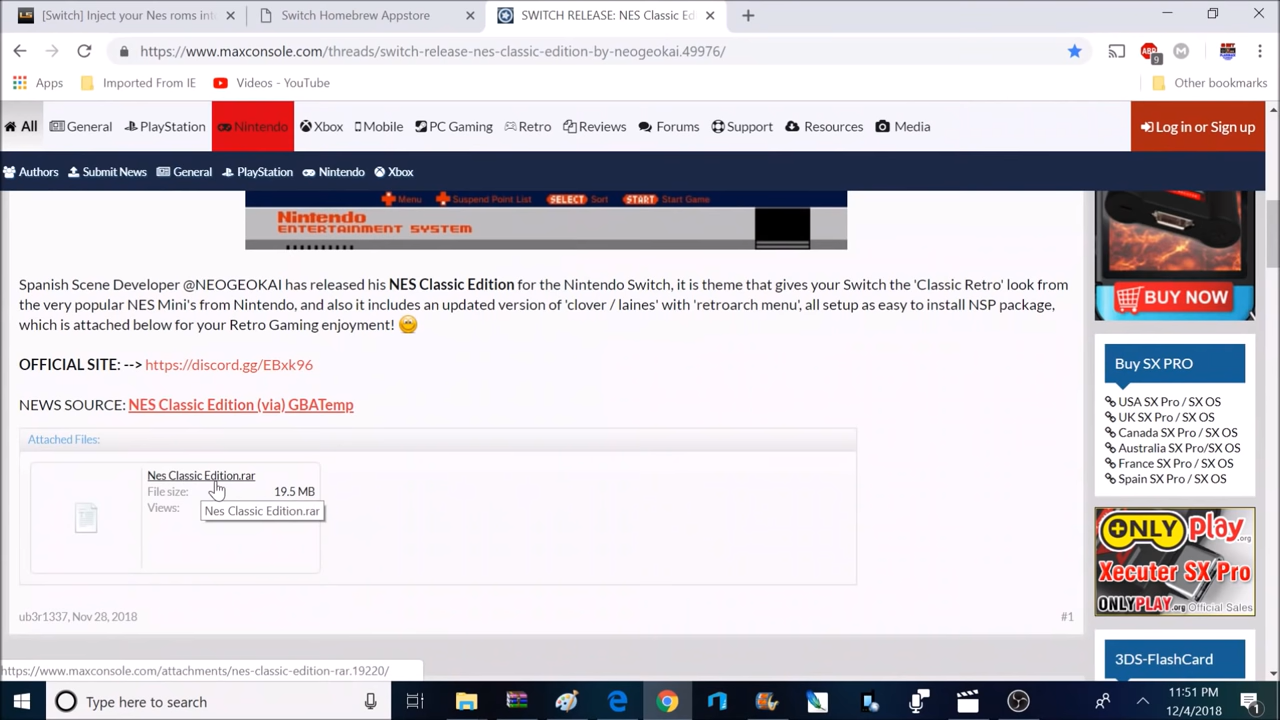 [Switch] Inject your Nes roms int
Switch Homebrew Appstore
SWITCH RELEASE: NES Classic Edi
https://www.maxconsole.com/threads/switch-release-nes-classic-edition-by-neogeokai.49976/
ABP
9
M
Apps
Imported From IE
Videos - YouTube
Other bookmarks
All
General
PlayStation
Nintendo
Xbox
Mobile
PC Gaming
Retro
Reviews
Forums
Support
Resources
Media
Log in or Sign up
Authors
Submit News
General
PlayStation
Nintendo
Xbox
Menu
Suspend Point List
SELECT Sort
START Start Game
Nintendo
ENTERTAINMENT SYSTEM
Spanish Scene Developer @NEOGEOKAI has released his NES Classic Edition for the Nintendo Switch, it is theme that gives your Switch the 'Classic Retro' look from
the very popular NES Mini's from Nintendo, and also it includes an updated version of 'clover / laines' with 'retroarch menu', all setup as easy to install NSP package,
which is attached below for your Retro Gaming enjoyment!
OFFICIAL SITE: --> https://discord.gg/EBxk96
NEWS SOURCE: NES Classic Edition (via) GBATemp
Attached Files:
Nes Classic Edition.rar
File size: 19.5 MB
Views:
Nes Classic Edition.rar
ub3r1337, Nov 28, 2018
#1
BUY NOW
Buy SX PRO
USA SX Pro / SX OS
UK SX Pro / SX OS
Canada SX Pro / SX OS
Australia SX Pro/SX OS
France SX Pro / SX OS
Spain SX Pro / SX OS
ONLY play.org
Xecuter SX Pro
ONLYPLAY.org Official Sales
3DS-FlashCard
https://www.maxconsole.com/attachments/nes-classic-edition-rar.19220/
Type here to search
11:51 PM
12/4/2018
1